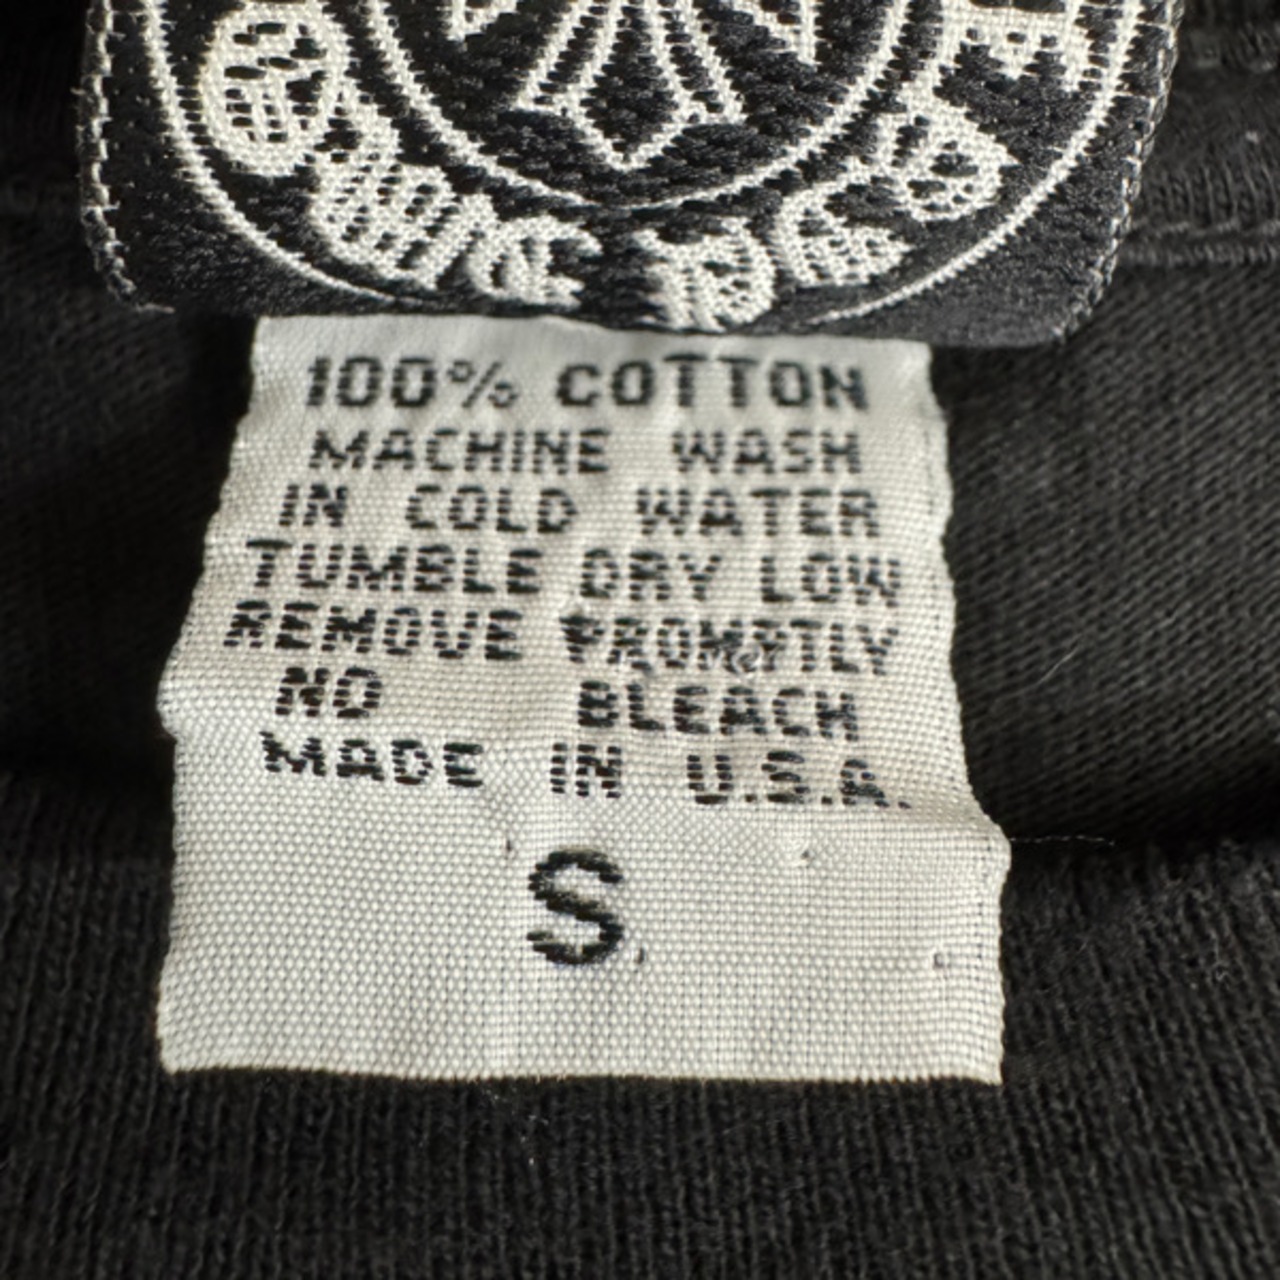 100% COTTON
MACHINE WASH
IN COLD WATER
TUMBLE DRY LOW
REMOVE PROMPTLY
NO BLEACH
MADE IN U.S.A.
S